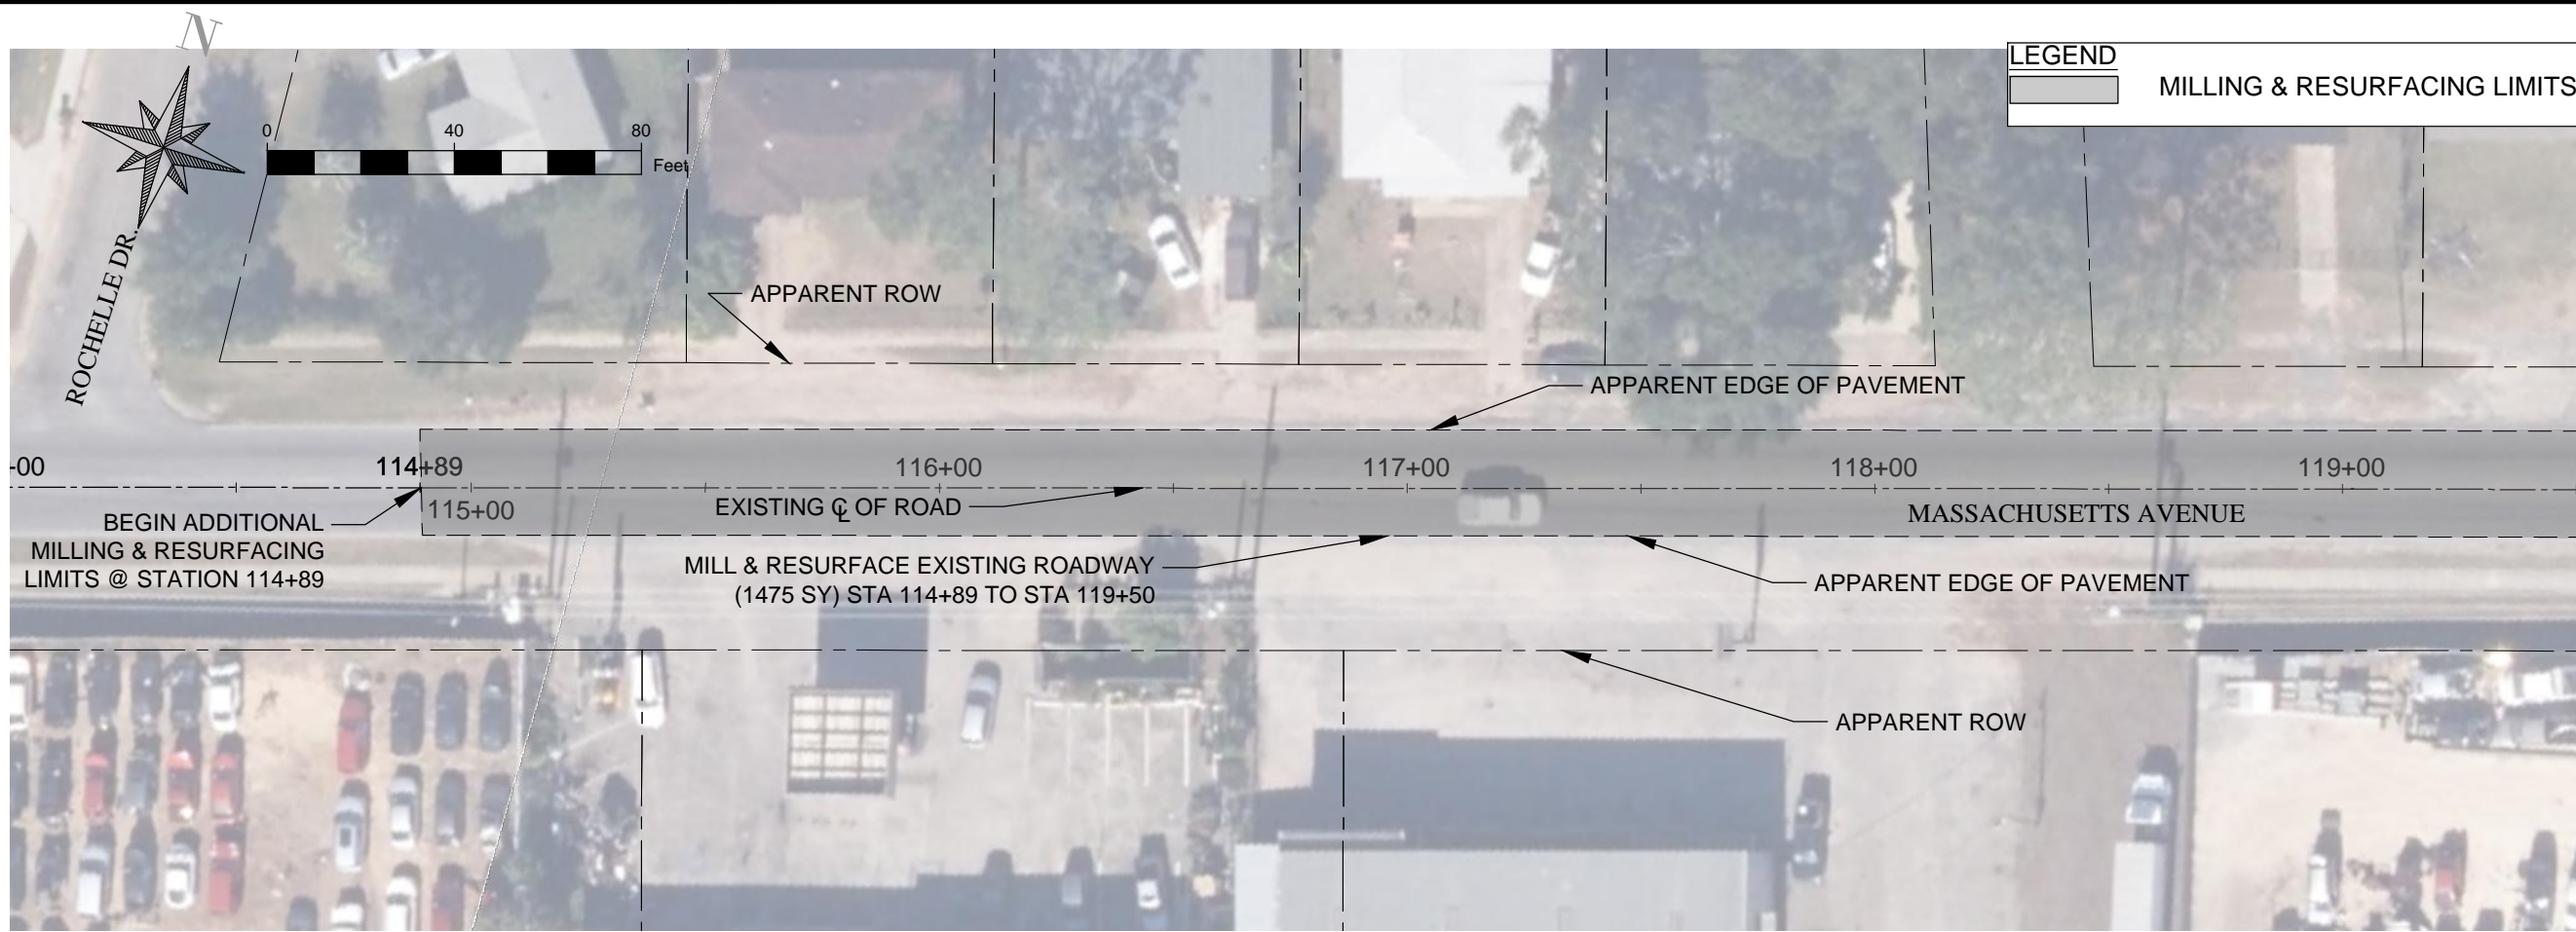 N
LEGEND
MILLING & RESURFACING LIMITS
0 40 80
Feet
ROCHELLE DR.
APPARENT ROW
APPARENT EDGE OF PAVEMENT
-00 114+89 116+00 117+00 118+00 119+00
115+00
EXISTING ℄ OF ROAD
MASSACHUSETTS AVENUE
BEGIN ADDITIONAL
MILLING & RESURFACING
LIMITS @ STATION 114+89
MILL & RESURFACE EXISTING ROADWAY
(1475 SY) STA 114+89 TO STA 119+50
APPARENT EDGE OF PAVEMENT
APPARENT ROW